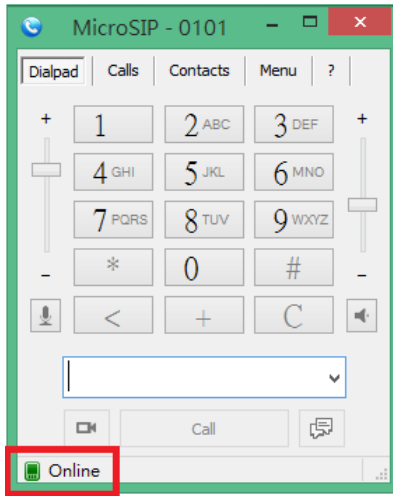 MicroSIP - 0101
Dialpad Calls Contacts Menu ?
+ 1 2 ABC 3 DEF +
4 GHI 5 JKL 6 MNO
7 PQRS 8 TUV 9 WXYZ
- * 0 # -
< + C
Call
Online